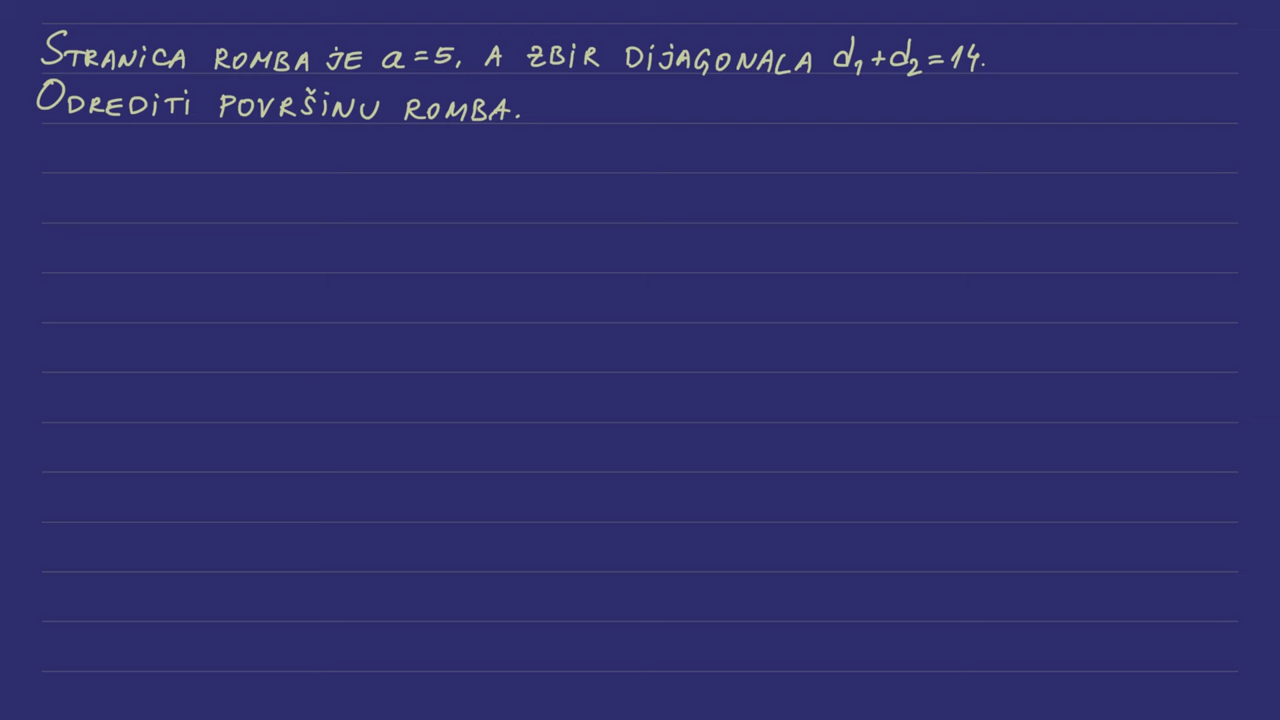 STRANICA ROMBA JE a=5, A ZBIR DIJAGONALA d₁+d₂=14.
ODREDITI POVRŠINU ROMBA.